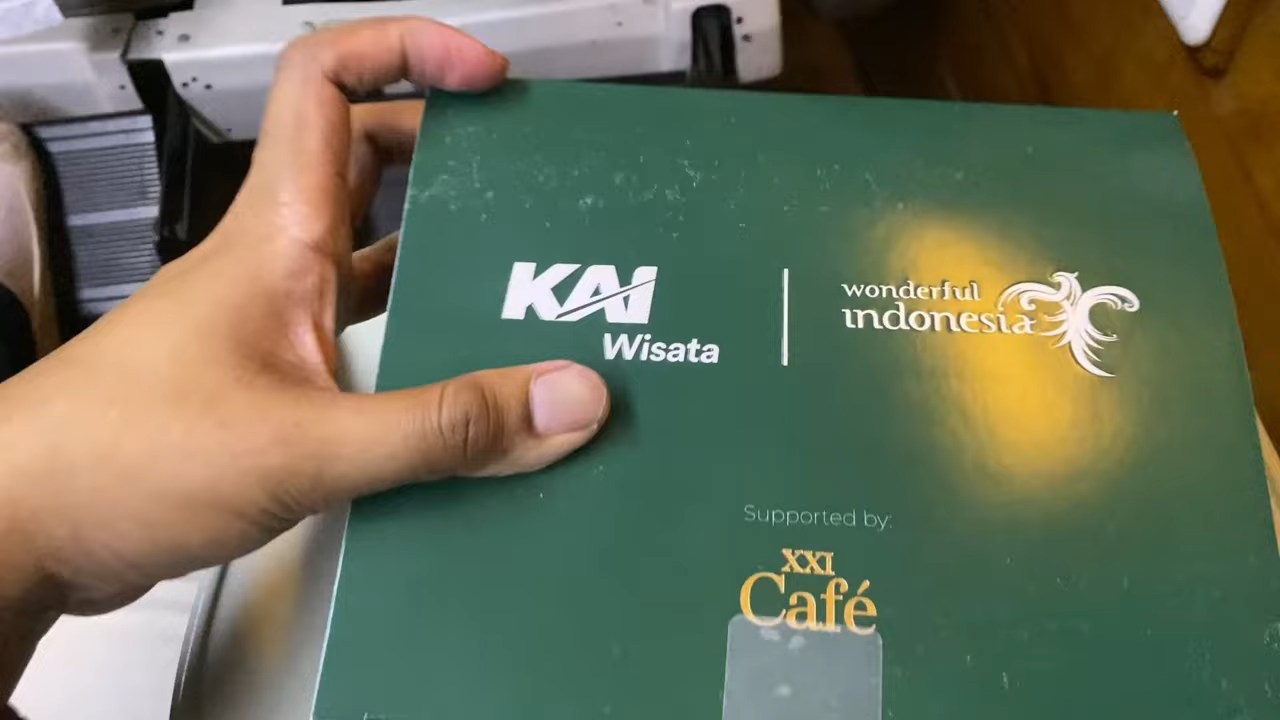 KAI
Wisata
wonderful
indonesia
Supported by:
XXI
Café